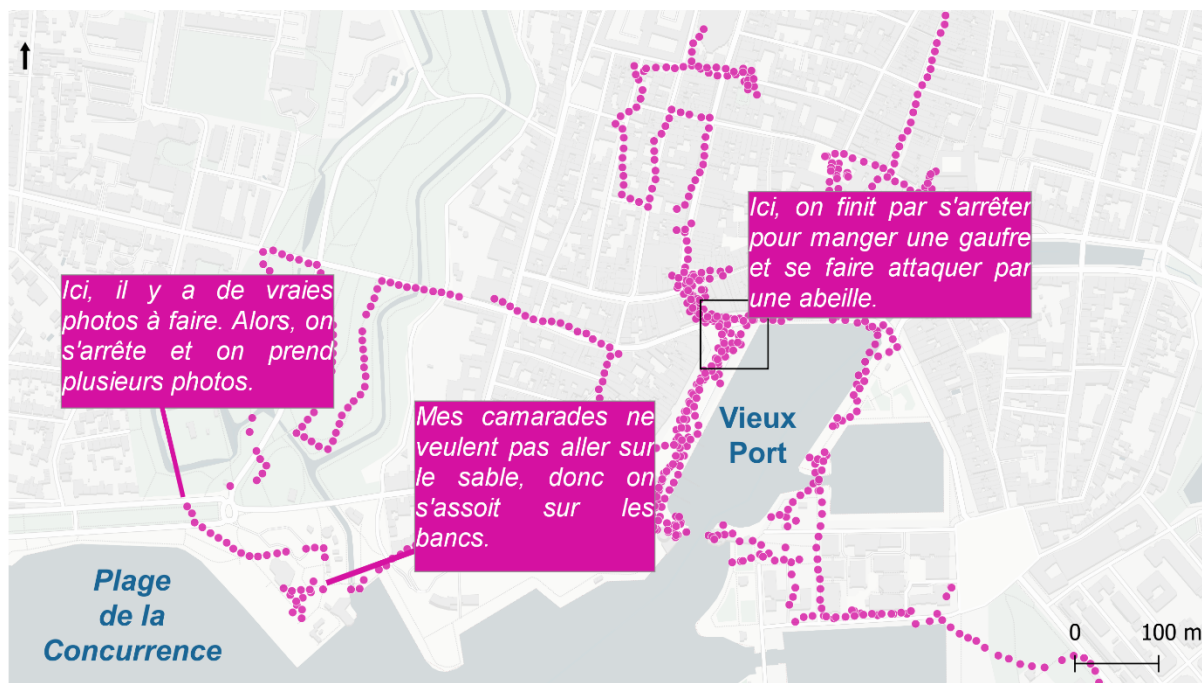 Ici, on finit par s'arrêter
pour manger une gaufre
et se faire attaquer par
une abeille.
Ici, il y a de vraies
photos à faire. Alors, on
s'arrête et on prend
plusieurs photos.
Mes camarades ne
veulent pas aller sur
le sable, donc on
s'assoit sur les
bancs.
Vieux
Port
Plage
de la
Concurrence
0 100 m